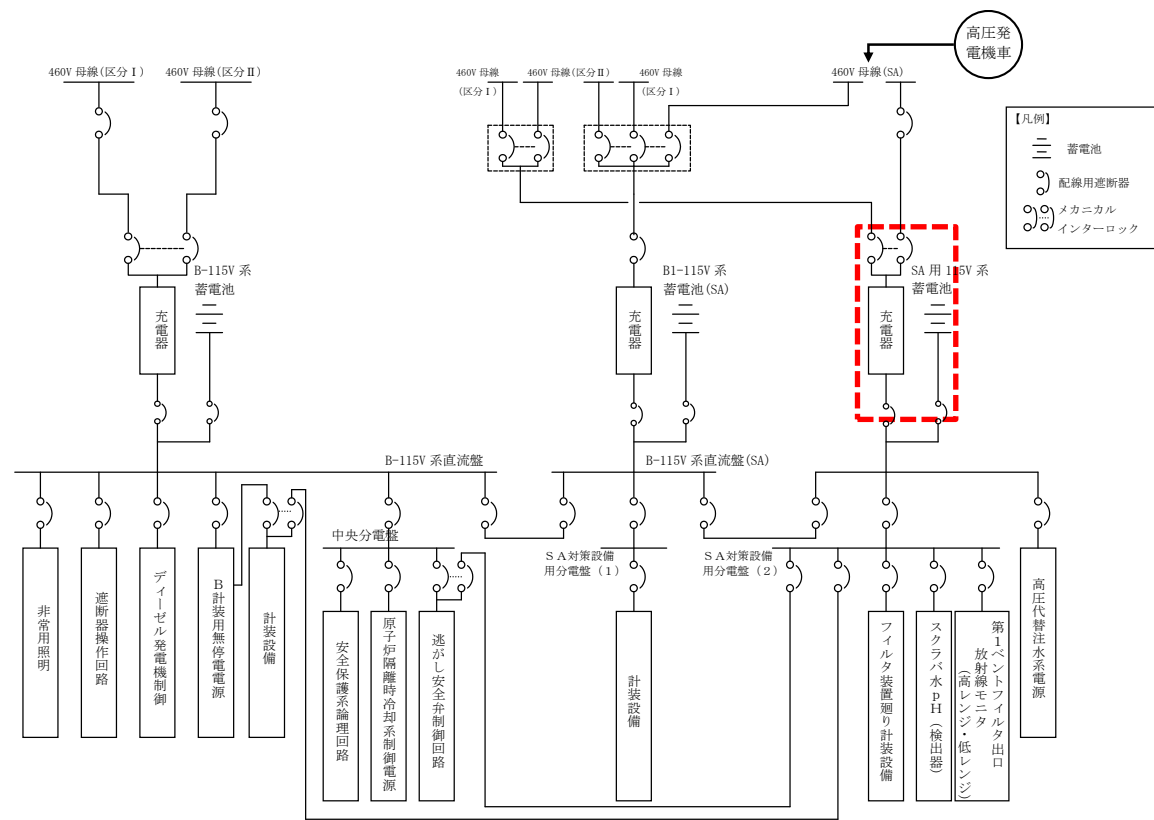 高圧発
電機車
460V 母線(区分Ⅰ)
460V 母線(区分Ⅱ)
460V 母線
(区分Ⅰ)
460V 母線(区分Ⅱ)
460V 母線
(区分Ⅰ)
460V 母線(SA)
【凡例】
蓄電池
配線用遮断器
メカニカル
インターロック
B-115V 系
蓄電池
充電器
B1-115V 系
蓄電池(SA)
充電器
SA 用 115V 系
蓄電池
充電器
B-115V 系直流盤
B-115V 系直流盤(SA)
中央分電盤
ＳＡ対策設備
用分電盤（1）
ＳＡ対策設備
用分電盤（2）
非常用照明
遮断器操作回路
ディーゼル発電機制御
Ｂ計装用無停電電源
計装設備
安全保護系論理回路
原子炉隔離時冷却系制御電源
逃がし安全弁制御回路
計装設備
フィルタ装置廻り計装設備
スクラバ水ｐＨ（検出器）
第１ベントフィルタ出口
放射線モニタ
（高レンジ・低レンジ）
高圧代替注水系電源